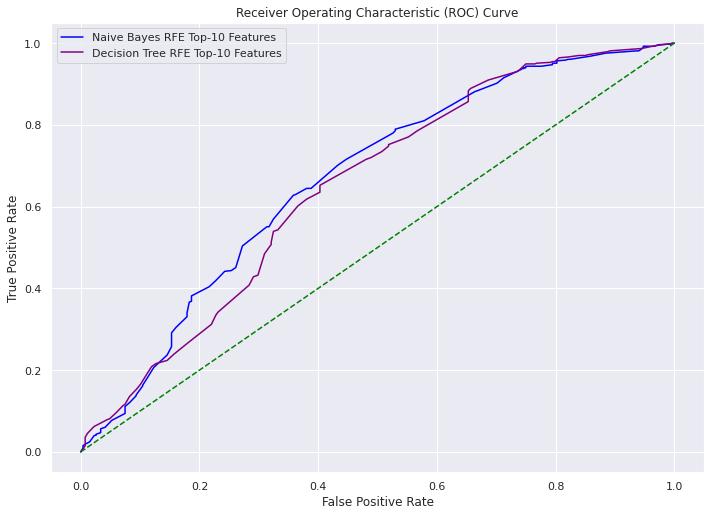 Receiver Operating Characteristic (ROC) Curve
Naive Bayes RFE Top-10 Features
Decision Tree RFE Top-10 Features
1.0
0.8
0.6
0.4
0.2
0.0
True Positive Rate
0.0 0.2 0.4 0.6 0.8 1.0
False Positive Rate